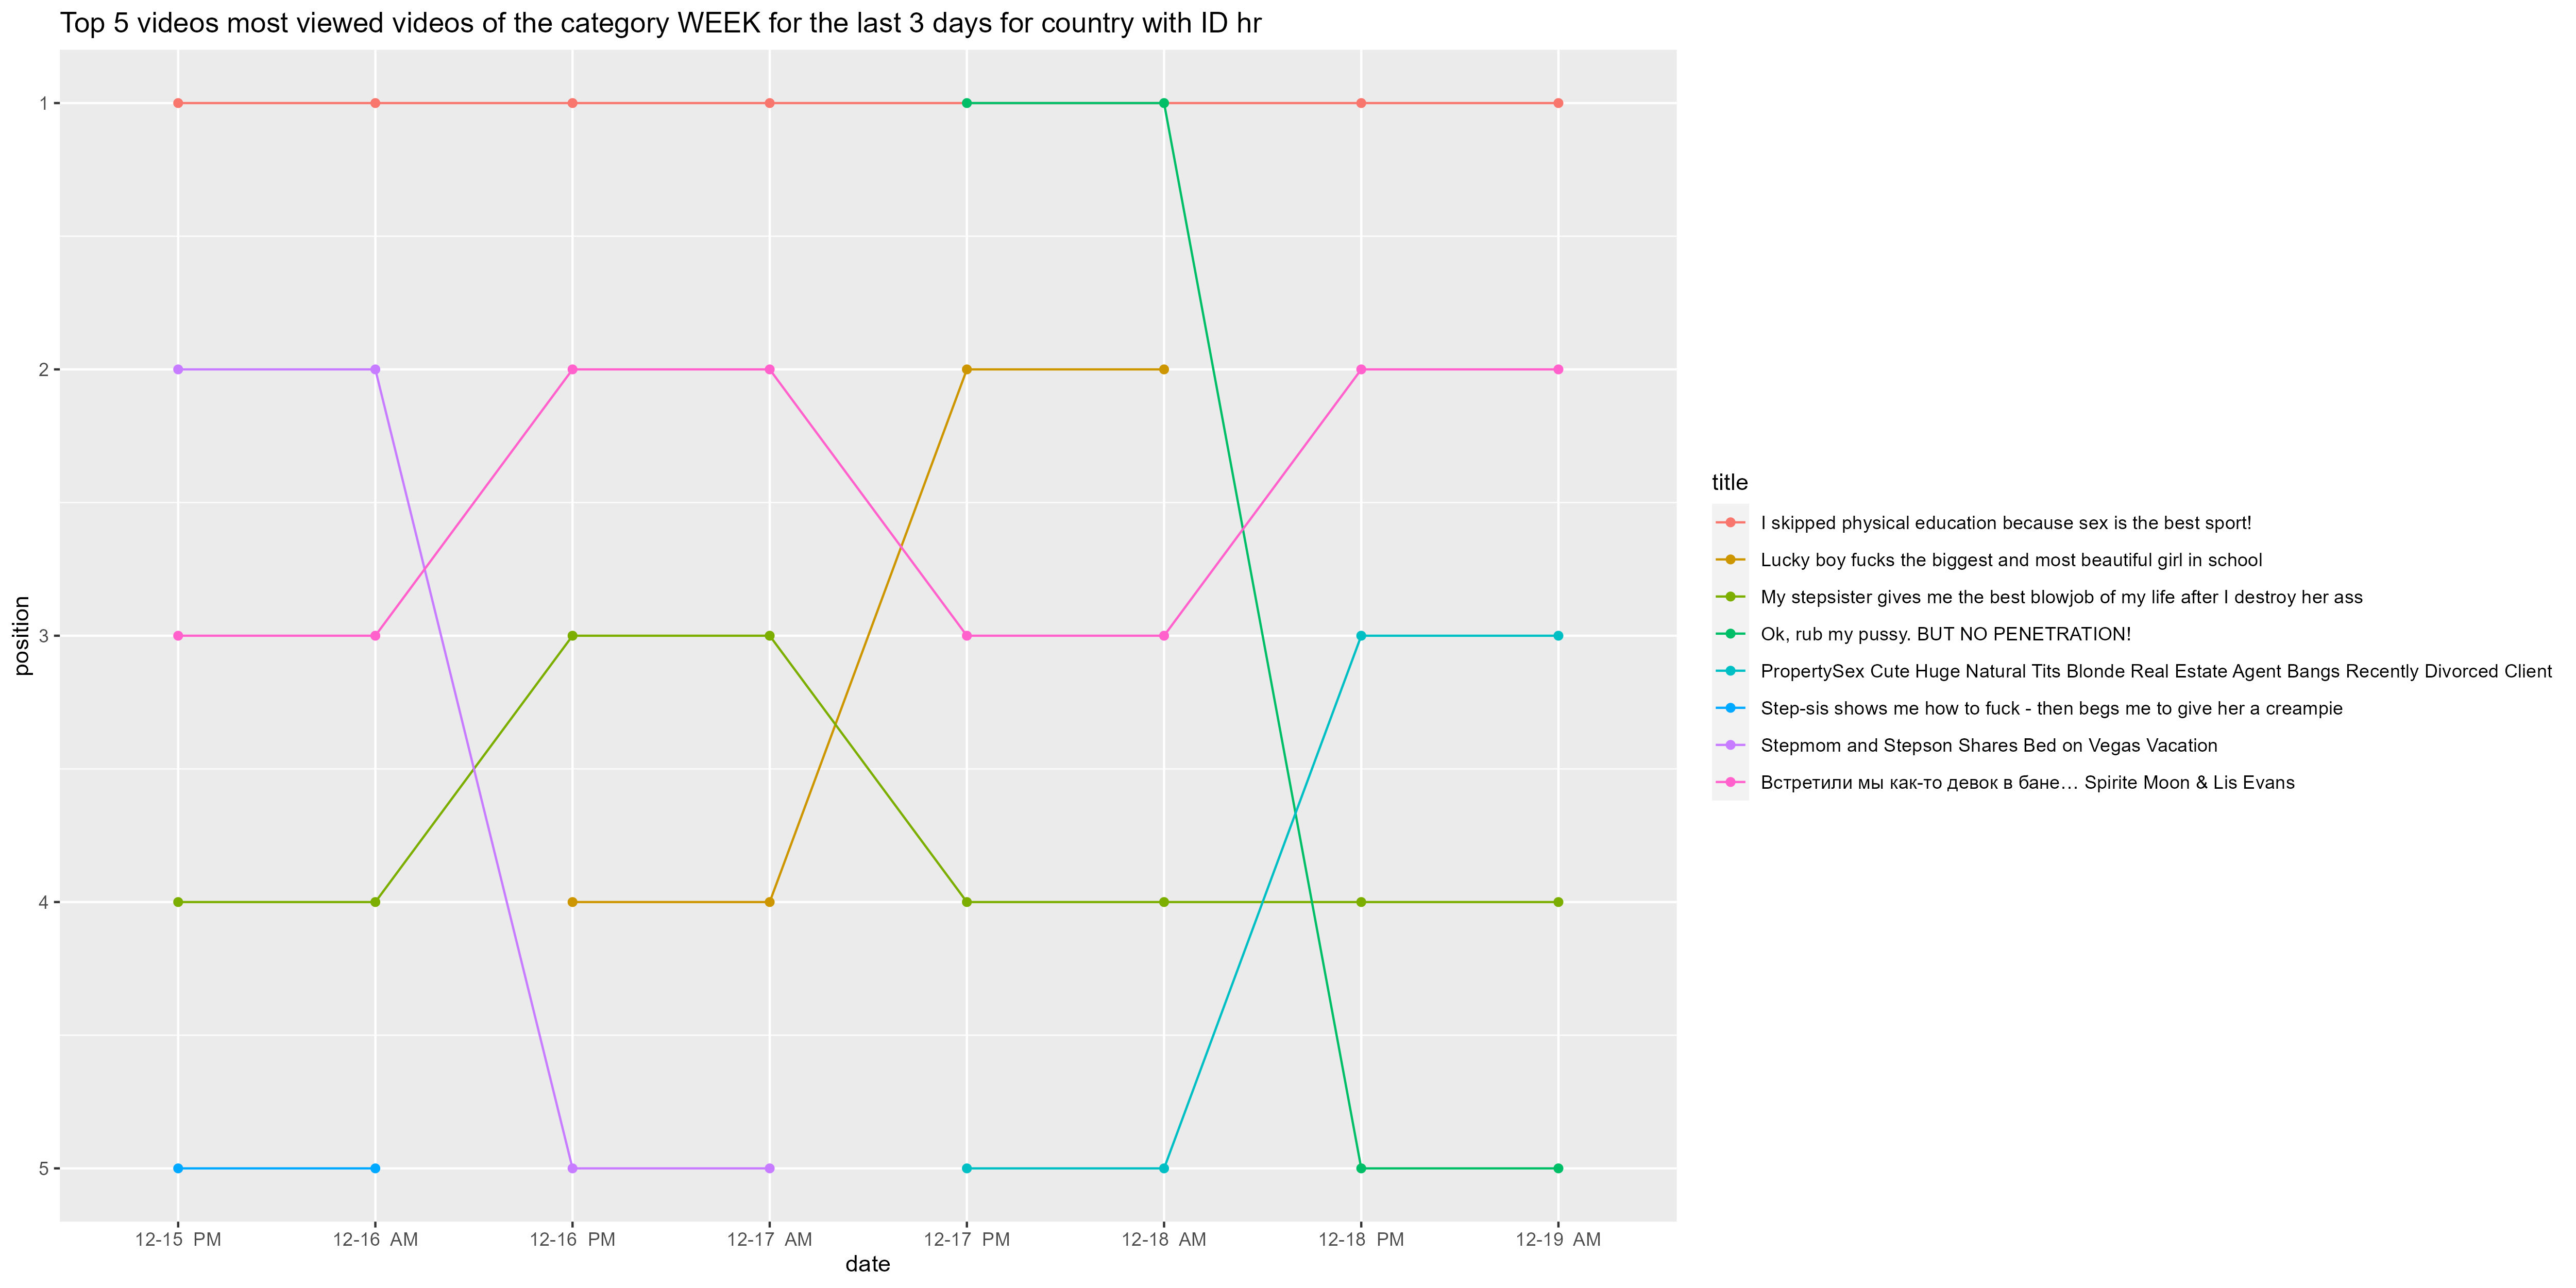 Top 5 videos most viewed videos of the category WEEK for the last 3 days for country with ID hr
position
1
2
3
4
5
12-15 PM
12-16 AM
12-16 PM
12-17 AM
12-17 PM
12-18 AM
12-18 PM
12-19 AM
date
title
I skipped physical education because sex is the best sport!
Lucky boy fucks the biggest and most beautiful girl in school
My stepsister gives me the best blowjob of my life after I destroy her ass
Ok, rub my pussy. BUT NO PENETRATION!
PropertySex Cute Huge Natural Tits Blonde Real Estate Agent Bangs Recently Divorced Client
Step-sis shows me how to fuck - then begs me to give her a creampie
Stepmom and Stepson Shares Bed on Vegas Vacation
Встретили мы как-то девок в бане… Spirite Moon & Lis Evans